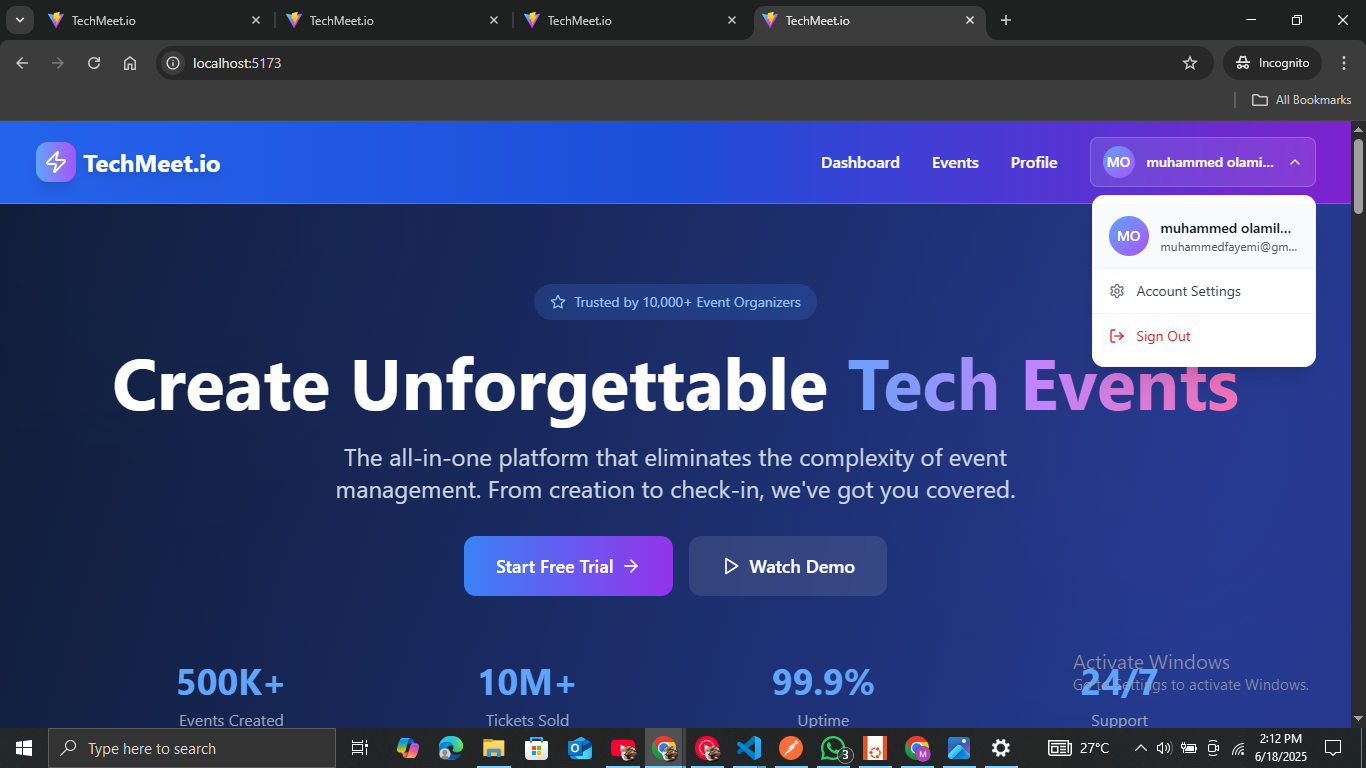 TechMeet.io
TechMeet.io
TechMeet.io
TechMeet.io
localhost:5173
Incognito
All Bookmarks
TechMeet.io
Dashboard
Events
Profile
MO
muhammed olami...
MO
muhammed olamil...
muhammedfayemi@gm...
Account Settings
Sign Out
Trusted by 10,000+ Event Organizers
Create Unforgettable Tech Events
The all-in-one platform that eliminates the complexity of event
management. From creation to check-in, we've got you covered.
Start Free Trial
Watch Demo
500K+
Events Created
10M+
Tickets Sold
99.9%
Uptime
24/7
Support
Activate Windows
Go to Settings to activate Windows.
Type here to search
3
M
27°C
2:12 PM
6/18/2025